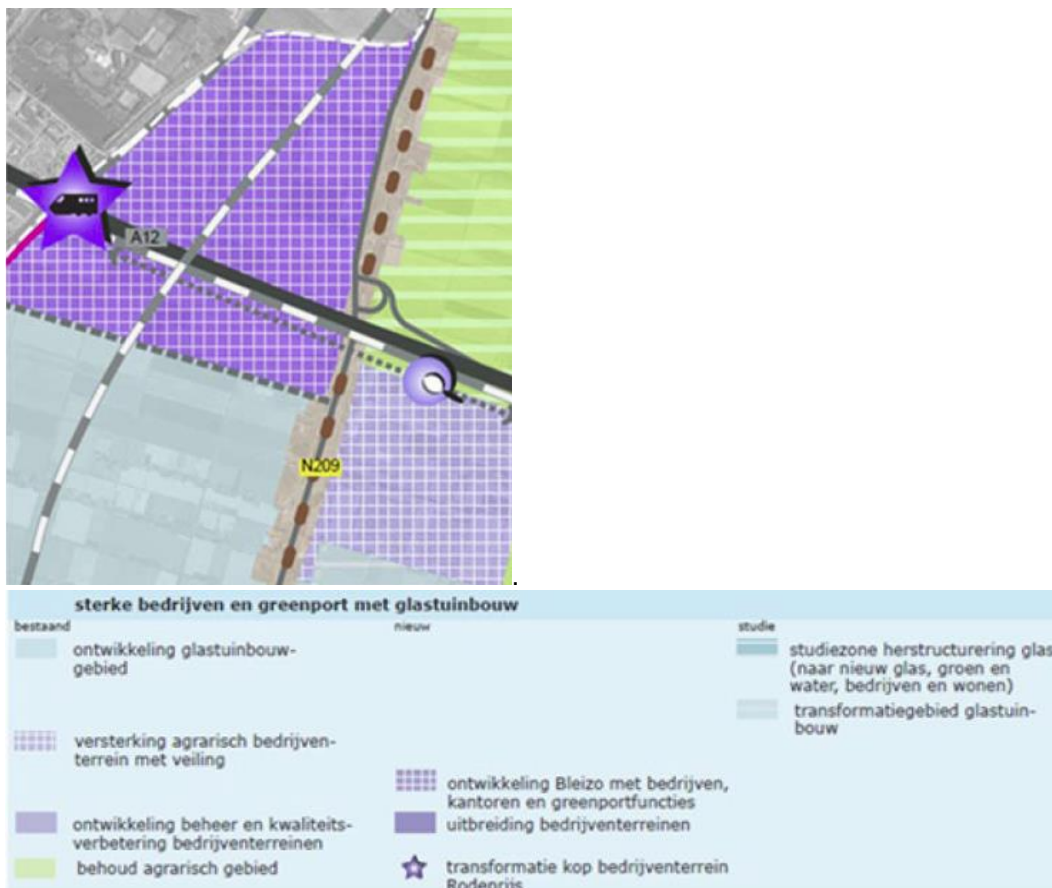 A12
N209
.
sterke bedrijven en greenport met glastuinbouw
bestaand
nieuw
studie
ontwikkeling glastuinbouw-
gebied
versterking agrarisch bedrijven-
terrein met veiling
ontwikkeling beheer en kwaliteits-
verbetering bedrijventerreinen
behoud agrarisch gebied
ontwikkeling Bleizo met bedrijven,
kantoren en greenportfuncties
uitbreiding bedrijventerreinen
transformatie kop bedrijventerrein
Rodenrijs
studiezone herstructurering glas
(naar nieuw glas, groen en
water, bedrijven en wonen)
transformatiegebied glastuin-
bouw